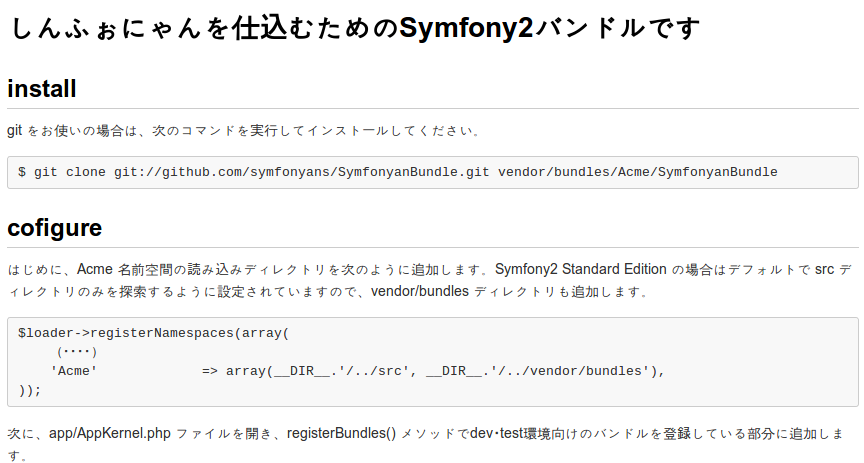 しんふぉにゃんを仕込むためのSymfony2バンドルです
install
git をお使いの場合は、次のコマンドを実行してインストールしてください。
$ git clone git://github.com/symfonyans/SymfonyanBundle.git vendor/bundles/Acme/SymfonyanBundle
cofigure
はじめに、Acme 名前空間の読み込みディレクトリを次のように追加します。Symfony2 Standard Edition の場合はデフォルトで src デ
ィレクトリのみを探索するように設定されていますので、vendor/bundles ディレクトリも追加します。
$loader->registerNamespaces(array(
    （････）
    'Acme'             => array(__DIR__.'/../src', __DIR__.'/../vendor/bundles'),
));
次に、app/AppKernel.php ファイルを開き、registerBundles() メソッドでdev･test環境向けのバンドルを登録している部分に追加しま
す。